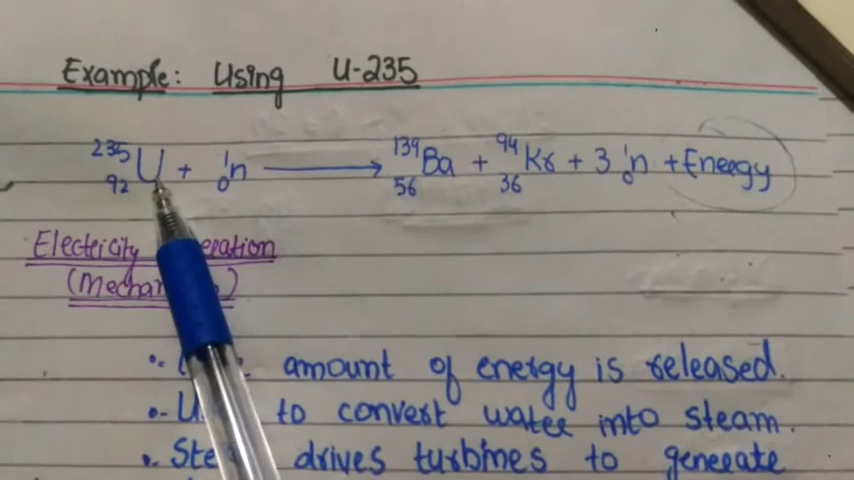 Example: Using U-235
²³⁵₉₂U + ¹₀n ⟶ ¹³⁹₅₆Ba + ⁹⁴₃₆Kr + 3 ¹₀n + Energy
Electricity
(Mechan
amount of energy is released.
to convert water into steam.
drives turbines to generate